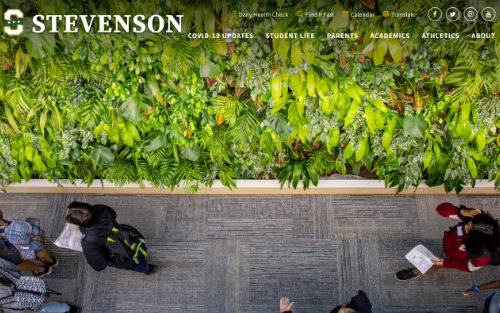 STEVENSON
Daily Health Check Find It Fast Calendar Translate
COVID-19 UPDATES STUDENT LIFE PARENTS ACADEMICS ATHLETICS ABOUT